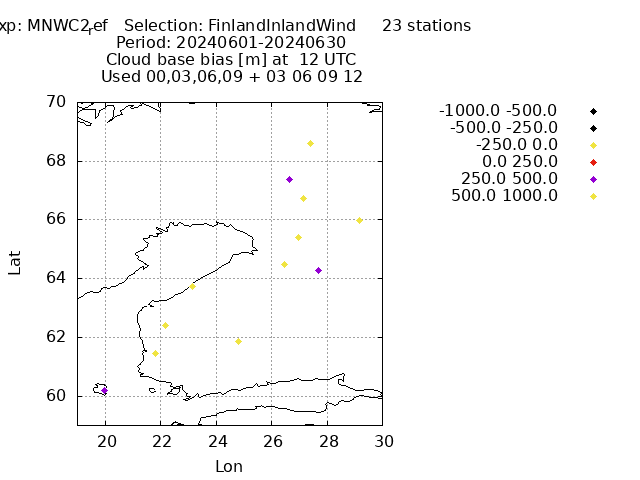 xp: MNWC2ref Selection: FinlandInlandWind 23 stations
Period: 20240601-20240630
Cloud base bias [m] at 12 UTC
Used 00,03,06,09 + 03 06 09 12
-1000.0 -500.0
-500.0 -250.0
-250.0 0.0
0.0 250.0
250.0 500.0
500.0 1000.0
70
68
66
64
62
60
Lat
20 22 24 26 28 30
Lon